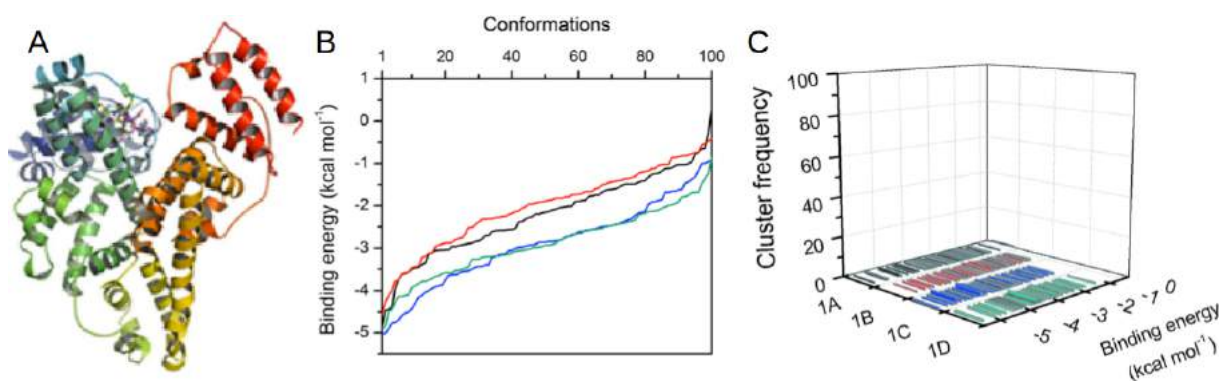 A
B
Conformations
1 20 40 60 80 100
1
0
-1
-2
-3
-4
-5
Binding energy (kcal mol⁻¹)
C
100
80
60
40
20
0
Cluster frequency
1A
1B
1C
1D
-5
-4
-3
-2
-1
0
Binding energy
(kcal mol⁻¹)